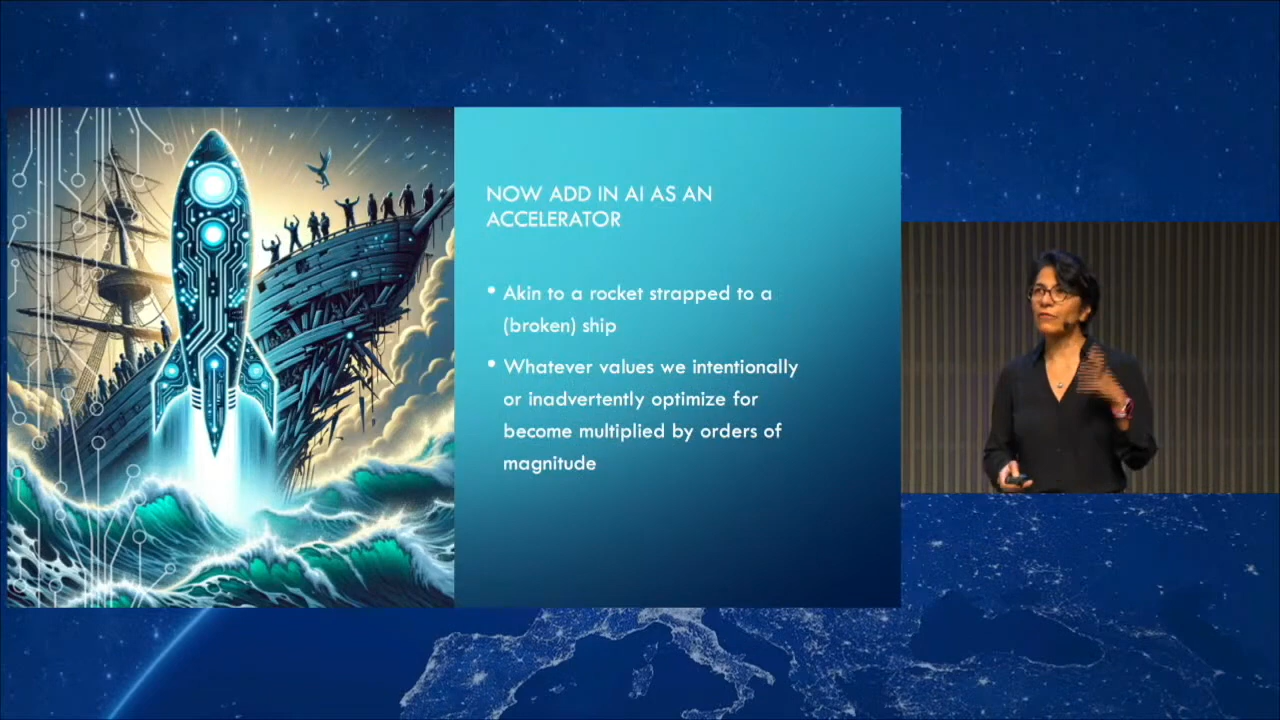 NOW ADD IN AI AS AN
ACCELERATOR
• Akin to a rocket strapped to a
(broken) ship
• Whatever values we intentionally
or inadvertently optimize for
become multiplied by orders of
magnitude